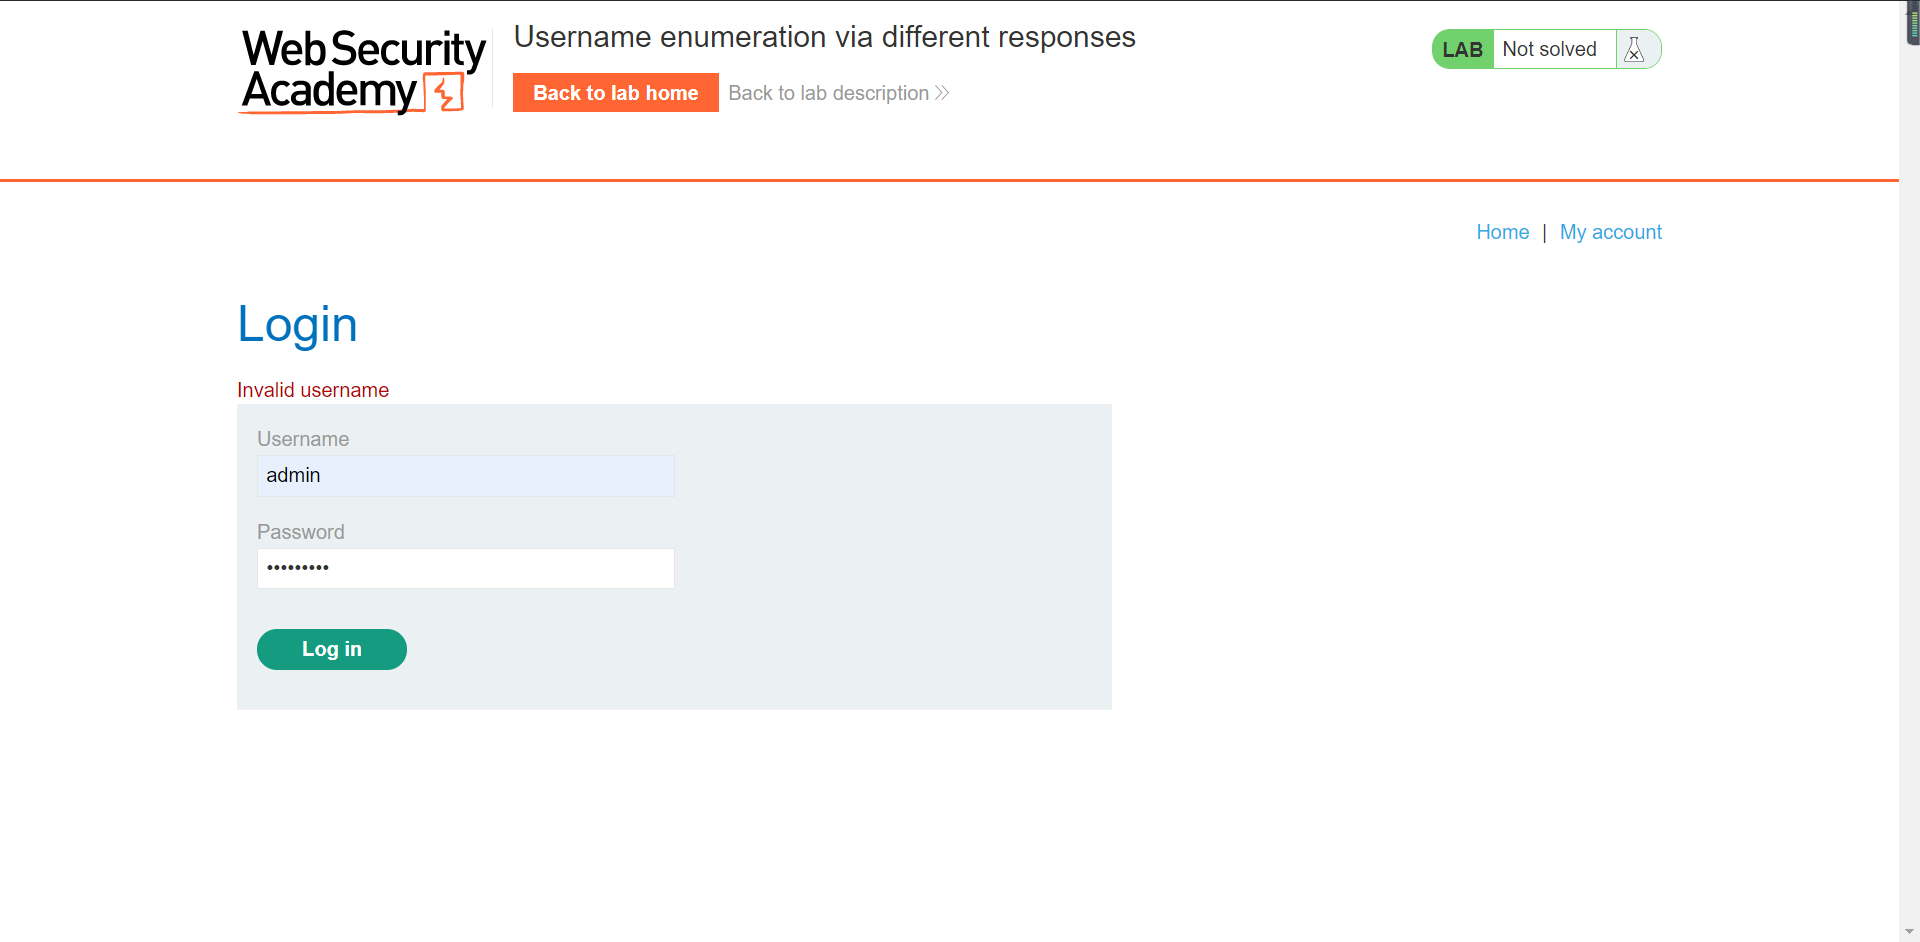 Web Security
Academy
Username enumeration via different responses
Back to lab home
Back to lab description
LAB
Not solved
Home | My account
Login
Invalid username
Username
admin
Password
•••••••••
Log in